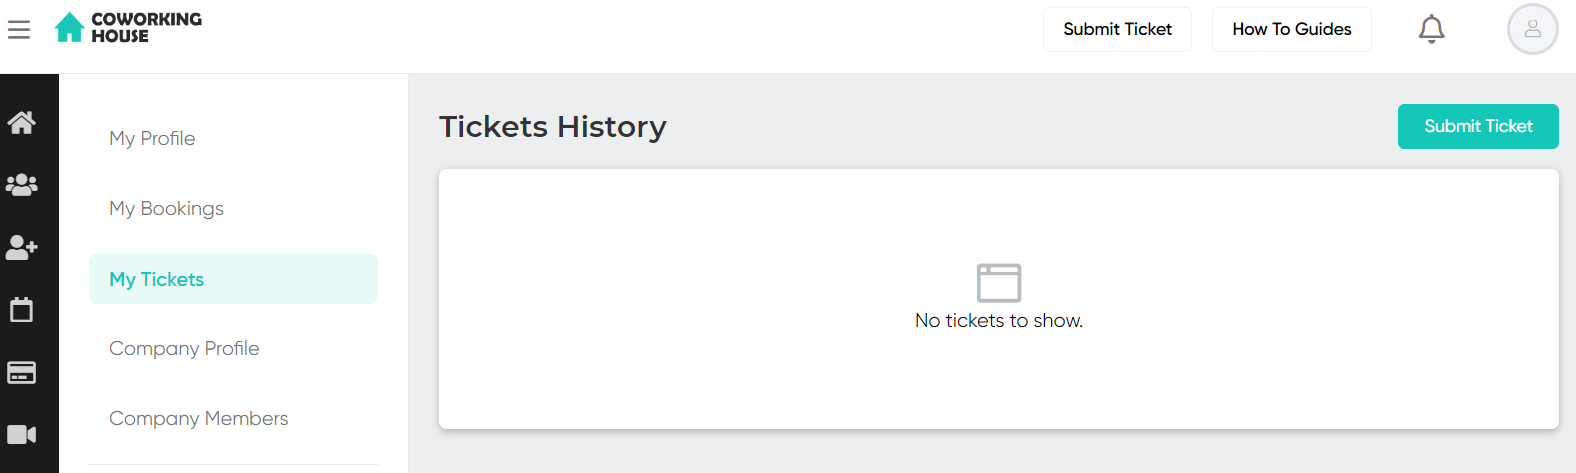 COWORKING
HOUSE
Submit Ticket
How To Guides
My Profile
My Bookings
My Tickets
Company Profile
Company Members
Tickets History
Submit Ticket
No tickets to show.